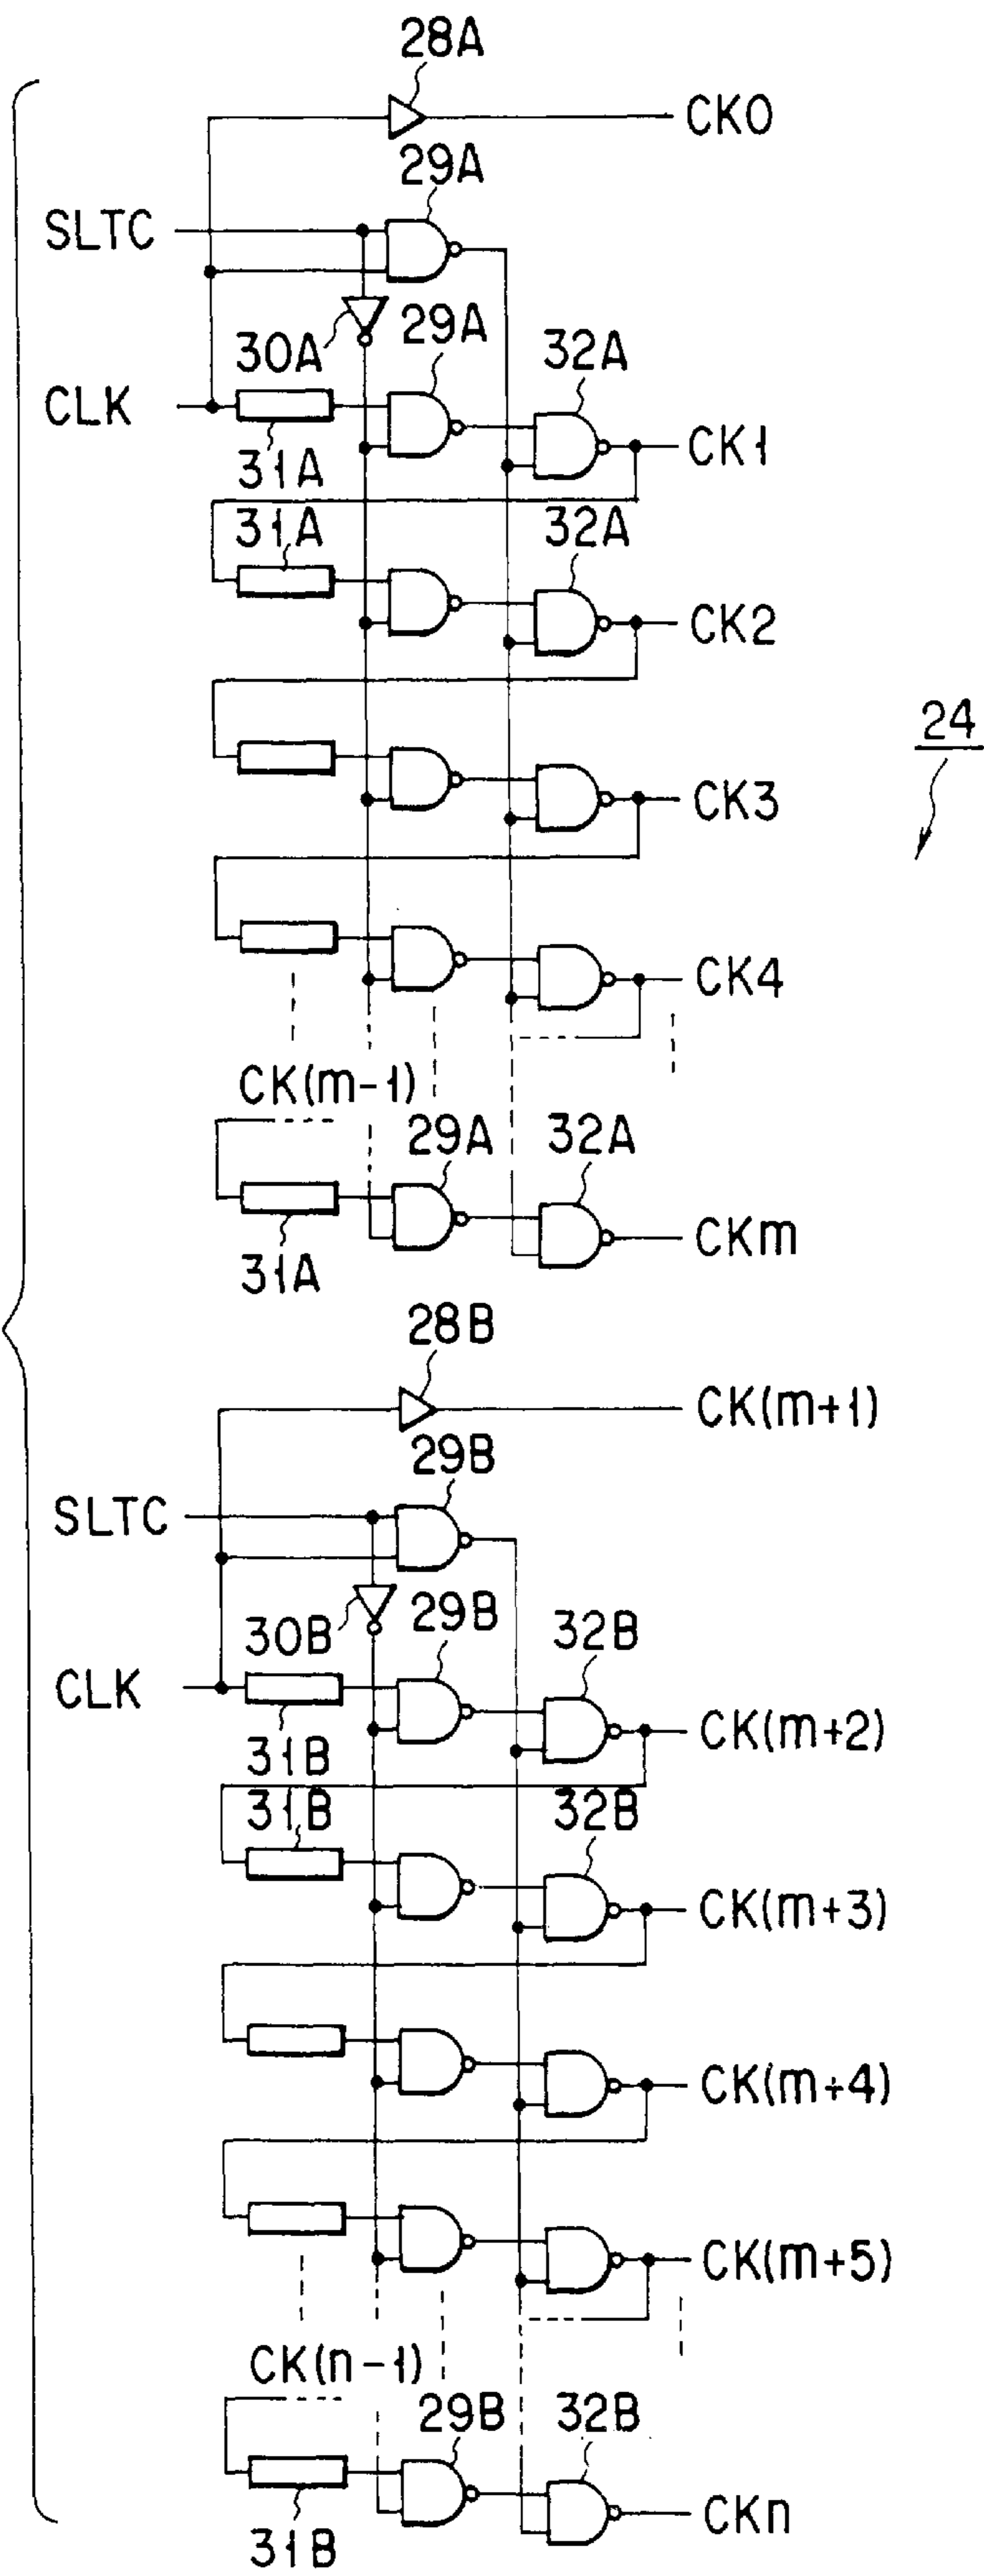 28A
CK0
29A
SLTC
30A
29A
32A
CLK
31A
CK1
31A
32A
CK2
24
CK3
CK4
CK(m-1)
29A
32A
31A
CKm
28B
CK(m+1)
29B
SLTC
30B
29B
32B
CLK
31B
CK(m+2)
31B
32B
CK(m+3)
CK(m+4)
CK(m+5)
CK(n-1)
29B
32B
31B
CKn